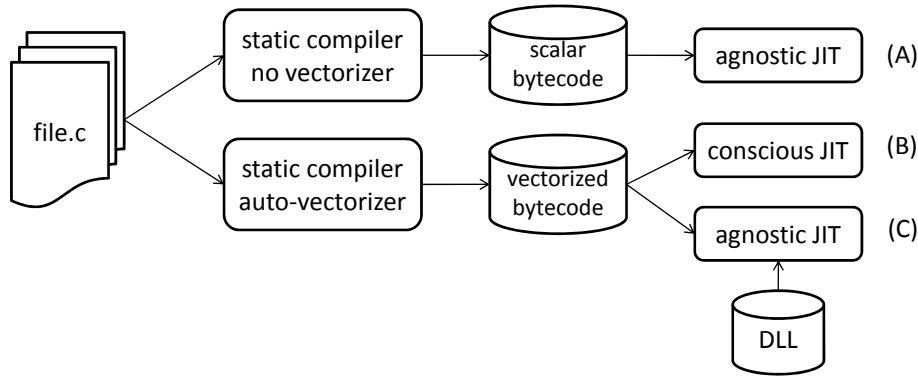 file.c
static compiler
no vectorizer
scalar
bytecode
agnostic JIT
(A)
static compiler
auto-vectorizer
vectorized
bytecode
conscious JIT
(B)
agnostic JIT
(C)
DLL